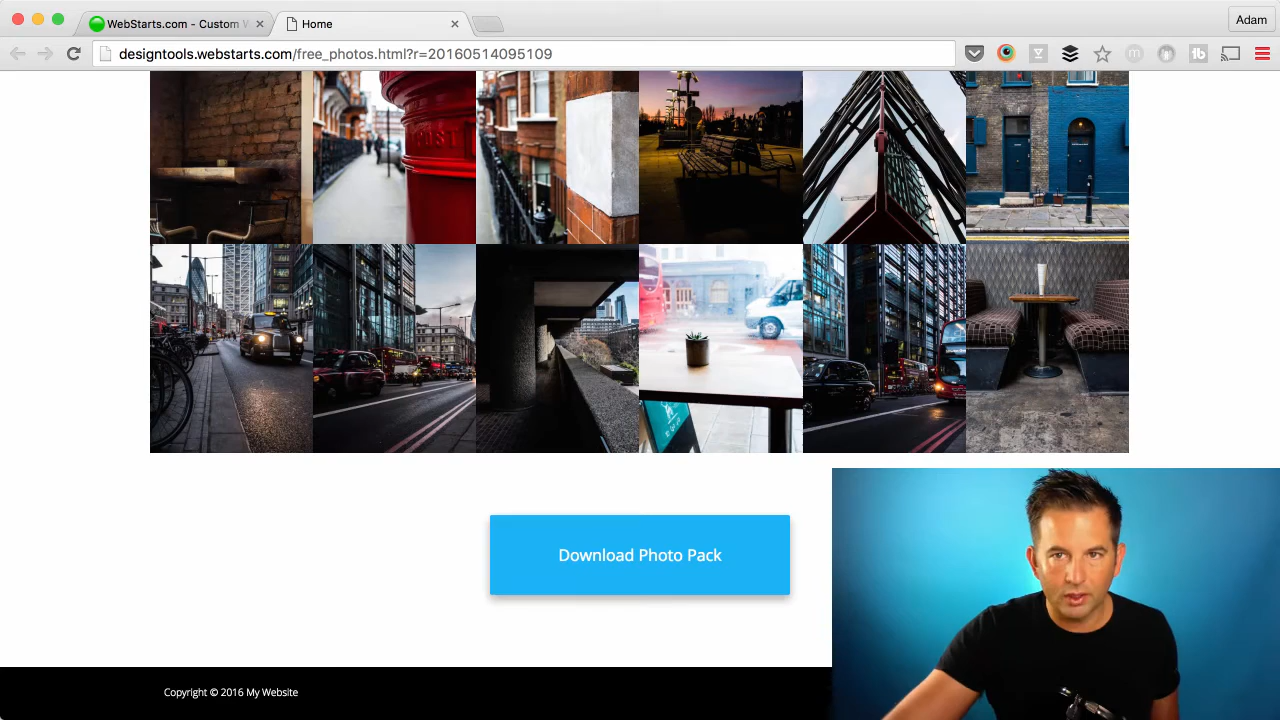 WebStarts.com - Custom W
Home
Adam
designtools.webstarts.com/free_photos.html?r=20160514095109
m
tb
POST
Download Photo Pack
Copyright © 2016 My Website